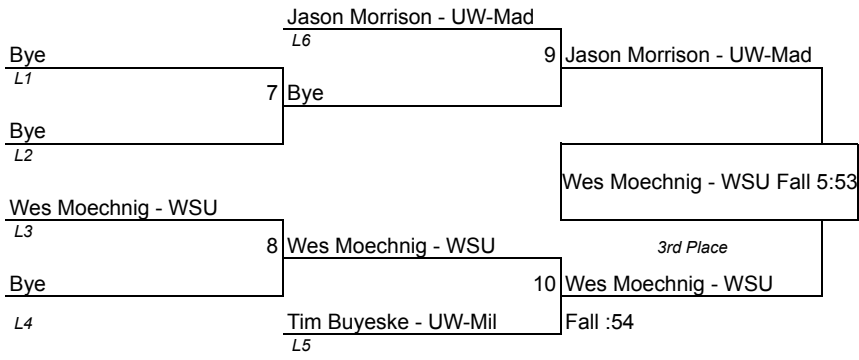 Jason Morrison - UW-Mad
L6
Bye
9 Jason Morrison - UW-Mad
L1
7 Bye
Bye
L2
Wes Moechnig - WSU Fall 5:53
Wes Moechnig - WSU
L3
8 Wes Moechnig - WSU
3rd Place
Bye
10 Wes Moechnig - WSU
L4
Tim Buyeske - UW-Mil
Fall :54
L5